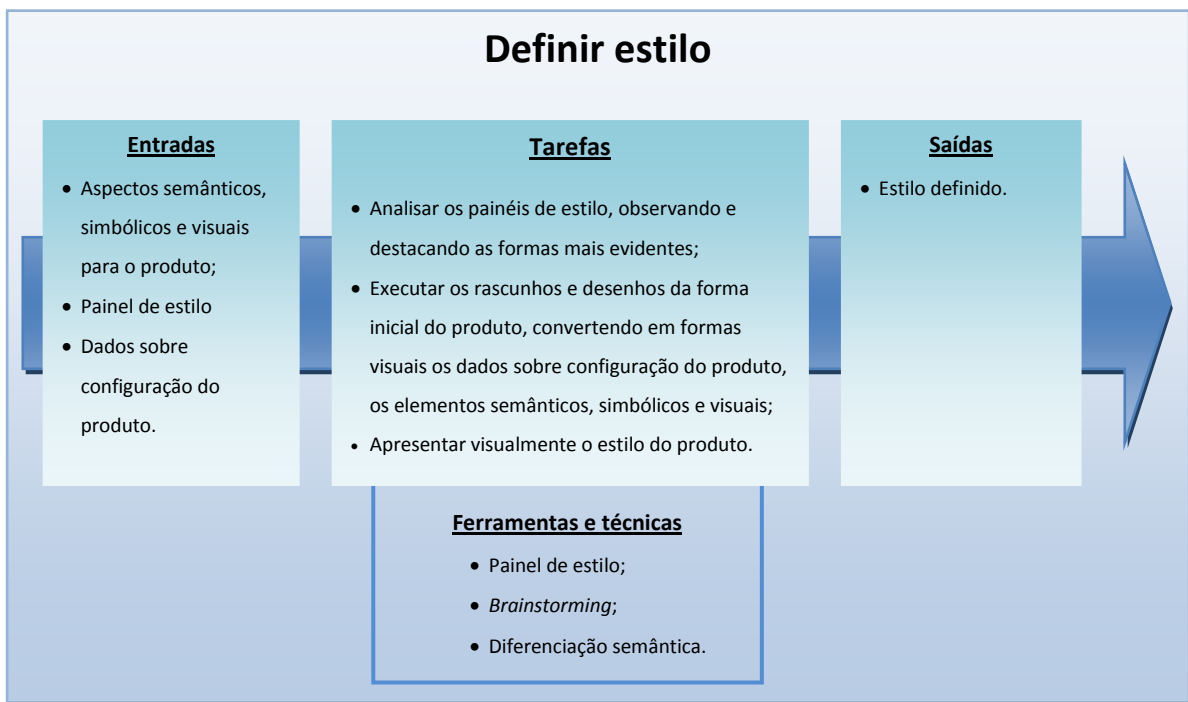 Definir estilo
Entradas
• Aspectos semânticos,
simbólicos e visuais
para o produto;
• Painel de estilo
• Dados sobre
configuração do
produto.
Tarefas
• Analisar os painéis de estilo, observando e
destacando as formas mais evidentes;
• Executar os rascunhos e desenhos da forma
inicial do produto, convertendo em formas
visuais os dados sobre configuração do produto,
os elementos semânticos, simbólicos e visuais;
• Apresentar visualmente o estilo do produto.
Saídas
• Estilo definido.
Ferramentas e técnicas
• Painel de estilo;
• Brainstorming;
• Diferenciação semântica.